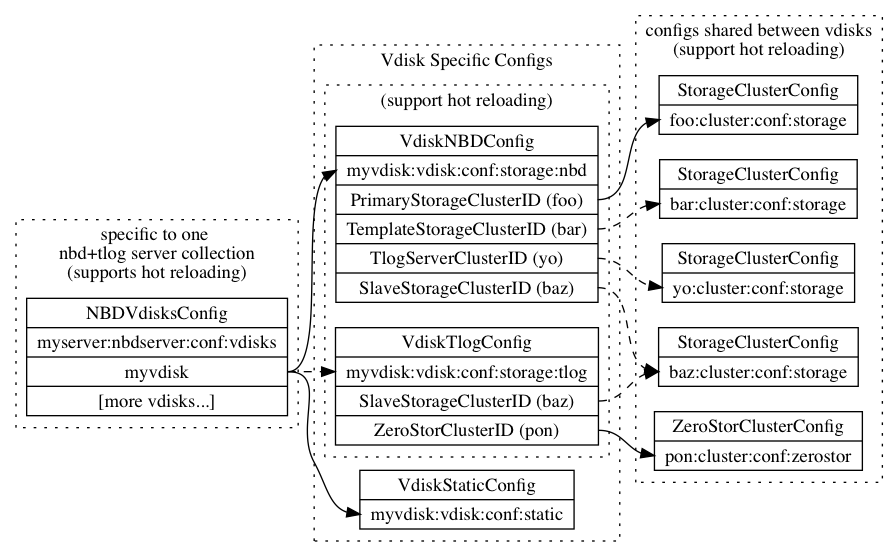 specific to one
nbd+tlog server collection
(supports hot reloading)
NBDVdisksConfig
myserver:nbdserver:conf:vdisks
myvdisk
[more vdisks...]
Vdisk Specific Configs
(support hot reloading)
VdiskNBDConfig
myvdisk:vdisk:conf:storage:nbd
PrimaryStorageClusterID (foo)
TemplateStorageClusterID (bar)
TlogServerClusterID (yo)
SlaveStorageClusterID (baz)
VdiskTlogConfig
myvdisk:vdisk:conf:storage:tlog
SlaveStorageClusterID (baz)
ZeroStorClusterID (pon)
VdiskStaticConfig
myvdisk:vdisk:conf:static
configs shared between vdisks
(support hot reloading)
StorageClusterConfig
foo:cluster:conf:storage
StorageClusterConfig
bar:cluster:conf:storage
StorageClusterConfig
yo:cluster:conf:storage
StorageClusterConfig
baz:cluster:conf:storage
ZeroStorClusterConfig
pon:cluster:conf:zerostor